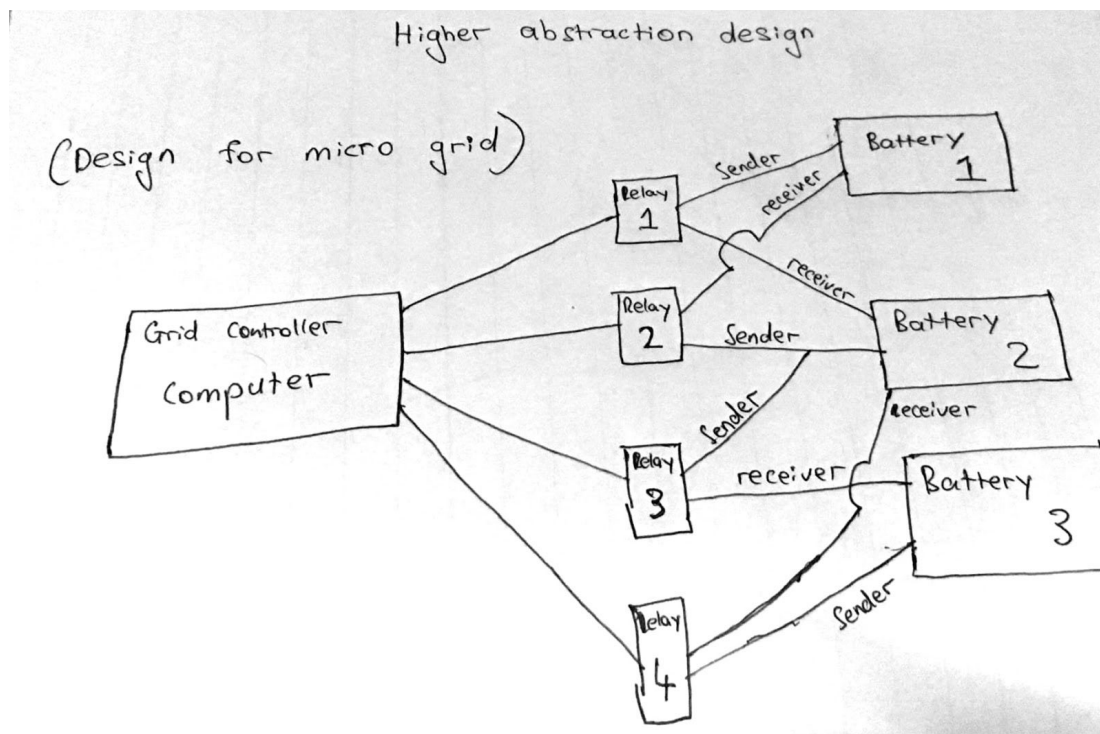 Higher abstraction design
(Design for micro grid)
Battery
1
Sender
receiver
Relay
1
receiver
Grid Controller
Computer
Relay
2
Sender
Battery
2
Sender
receiver
Relay
3
receiver
Battery
3
Sender
Relay
4